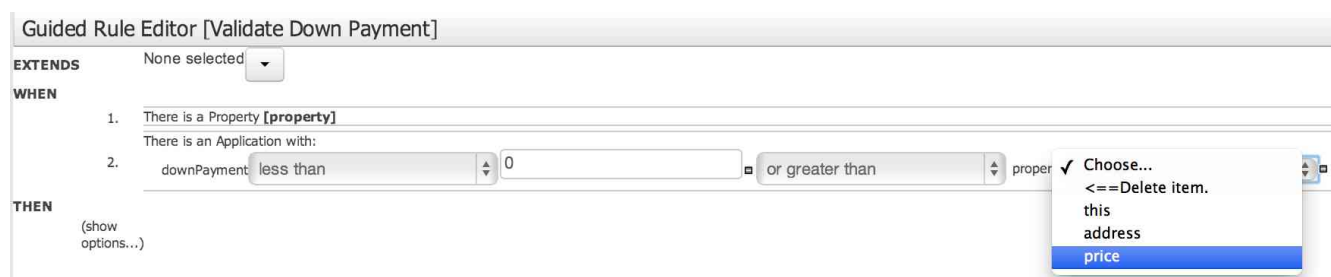 Guided Rule Editor [Validate Down Payment]
EXTENDS None selected
WHEN
1. There is a Property [property]
There is an Application with:
2. downPayment less than 0 or greater than proper ✓ Choose...
<==Delete item.
this
address
price
THEN
(show
options...)